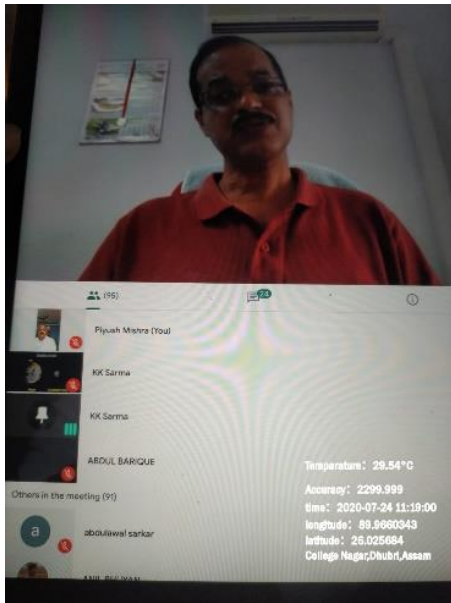 (95)
24
Piyush Mishra (You)
KK Sarma
KK Sarma
ABDUL BARIQUE
Others in the meeting (91)
a
abdulawal sarkar
Temperature: 29.54°C
Accuracy: 2299.999
time: 2020-07-24 11:19:00
longitude: 89.9660343
latitude: 26.025684
College Nagar,Dhubri,Assam